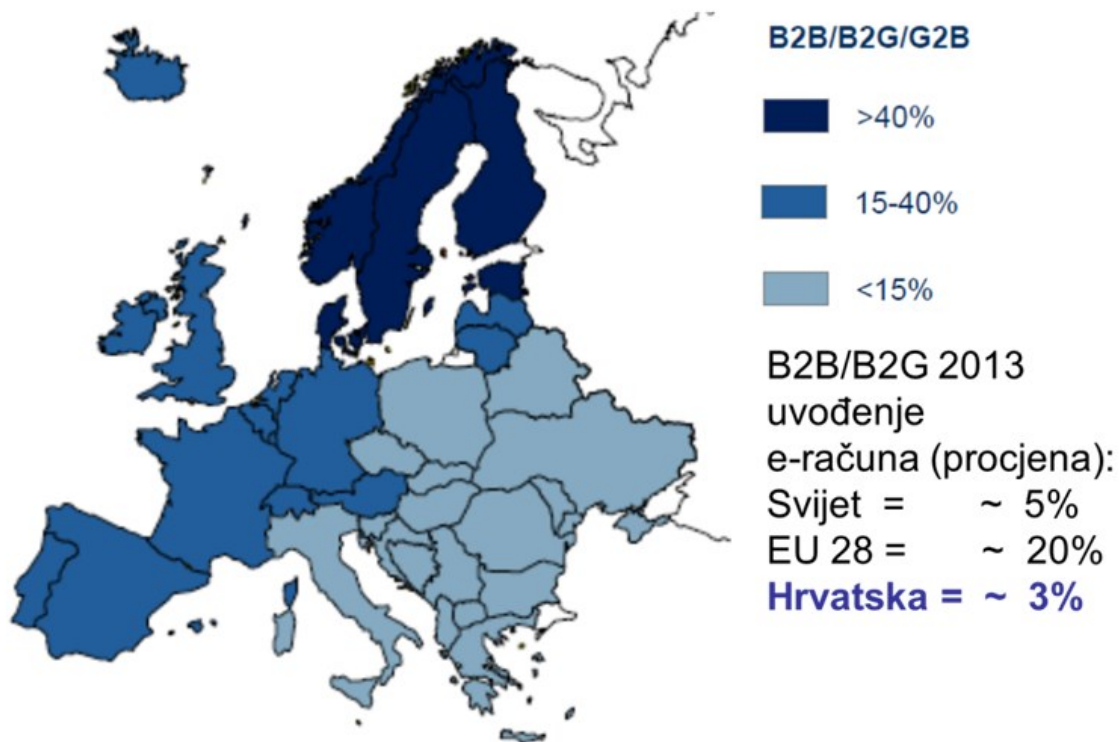 B2B/B2G/G2B
>40%
15-40%
<15%
B2B/B2G 2013
uvođenje
e-računa (procjena):
Svijet = ~ 5%
EU 28 = ~ 20%
Hrvatska = ~ 3%